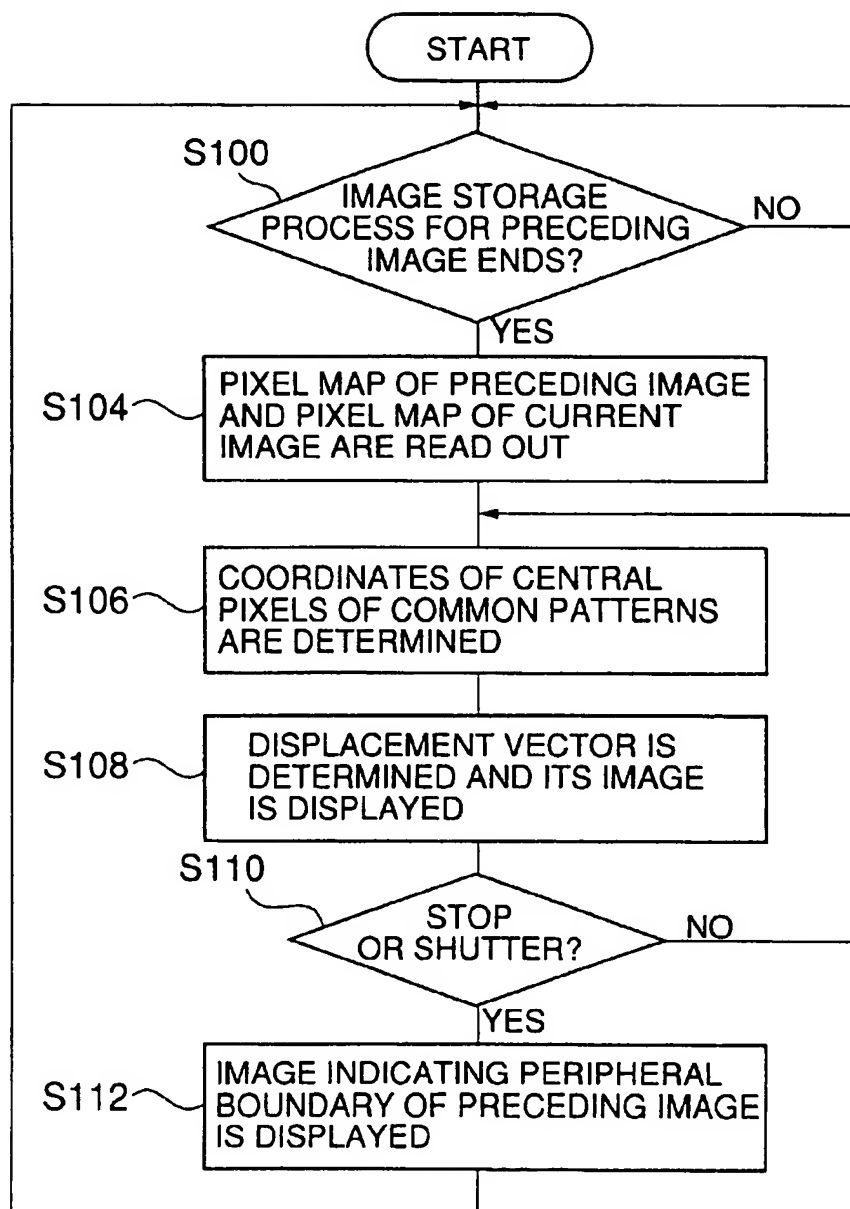 START
S100
IMAGE STORAGE
PROCESS FOR PRECEDING
IMAGE ENDS?
NO
YES
S104
PIXEL MAP OF PRECEDING IMAGE
AND PIXEL MAP OF CURRENT
IMAGE ARE READ OUT
S106
COORDINATES OF CENTRAL
PIXELS OF COMMON PATTERNS
ARE DETERMINED
S108
DISPLACEMENT VECTOR IS
DETERMINED AND ITS IMAGE
IS DISPLAYED
S110
STOP
OR SHUTTER?
NO
YES
S112
IMAGE INDICATING PERIPHERAL
BOUNDARY OF PRECEDING IMAGE
IS DISPLAYED